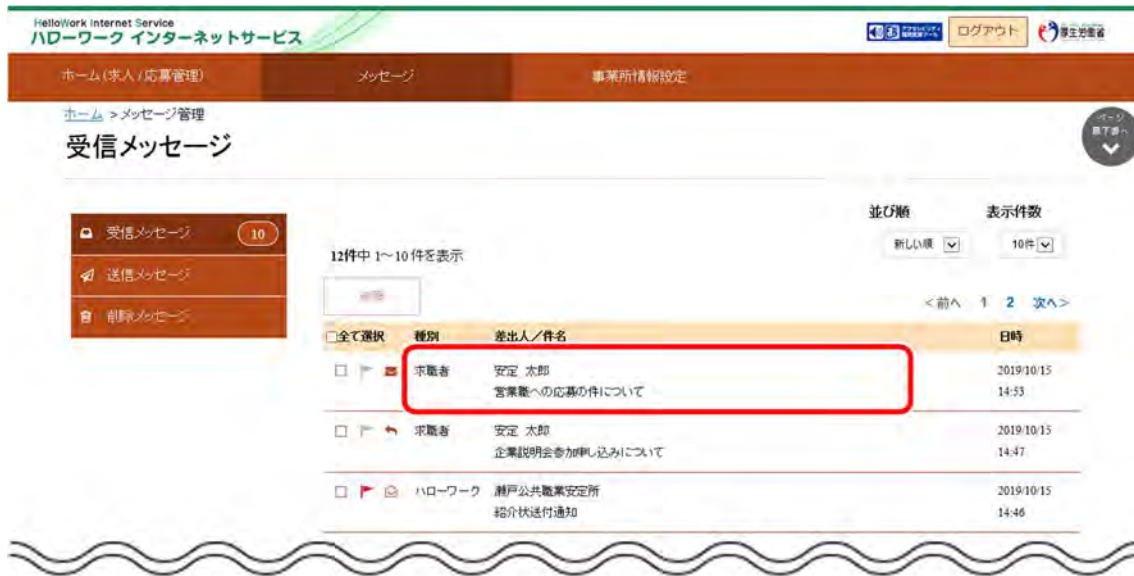 HelloWork Internet Service
ハローワーク インターネットサービス
ログアウト
厚生労働省
ホーム(求人/応募管理)
メッセージ
事業所情報設定
ホーム > メッセージ管理
受信メッセージ
ページ
最下部へ
並び順
表示件数
受信メッセージ
10
新しい順
10件
12件中 1～10 件を表示
送信メッセージ
<前へ 1 2 次へ>
削除メッセージ
全て選択 種別 差出人／件名 日時
求職者 安定 太郎 2019/10/15
営業職への応募の件について 14:53
求職者 安定 太郎 2019/10/15
企業説明会参加申し込みについて 14:47
ハローワーク 瀬戸公共職業安定所 2019/10/15
紹介状送付通知 14:46